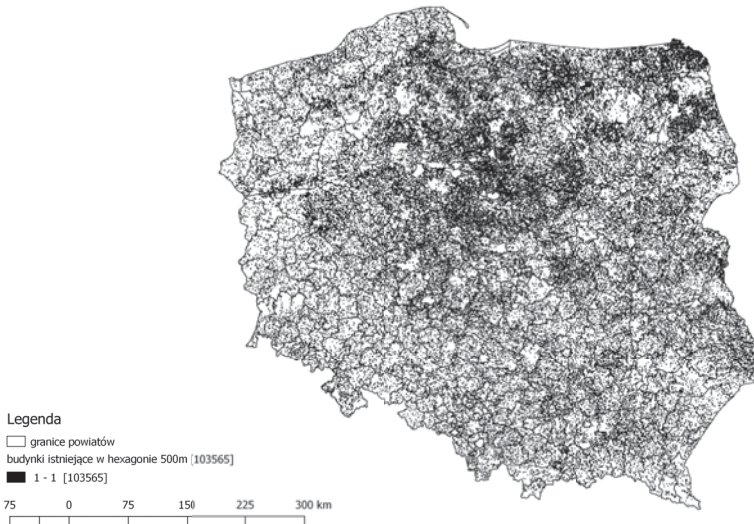 Legenda
granice powiatów
budynki istniejące w hexagonie 500m [103565]
1 - 1 [103565]
75 0 75 150 225 300 km